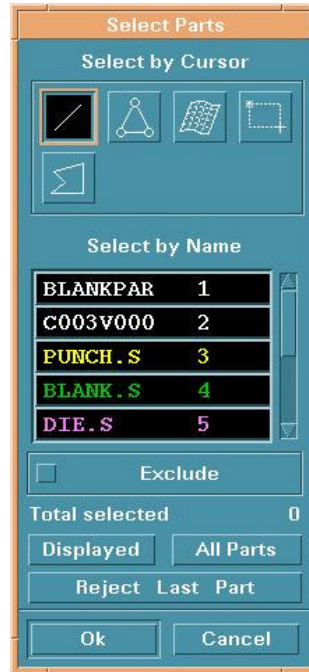 Select Parts
Select by Cursor
Select by Name
BLANKPAR 1
C003V000 2
PUNCH.S 3
BLANK.S 4
DIE.S 5
Exclude
Total selected 0
Displayed All Parts
Reject Last Part
Ok Cancel